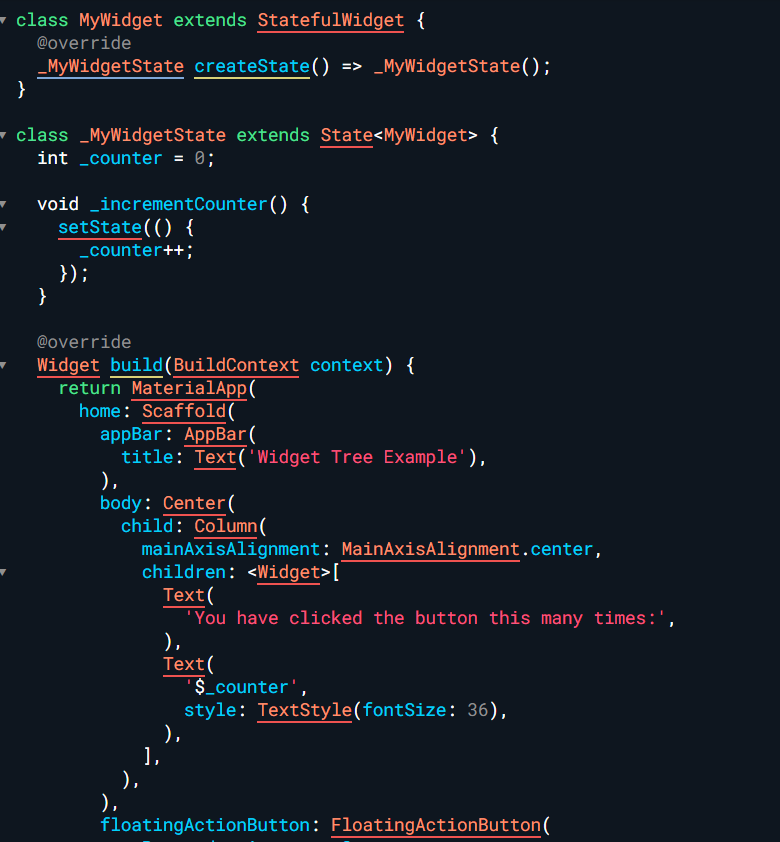 class MyWidget extends StatefulWidget {
  @override
  _MyWidgetState createState() => _MyWidgetState();
}
class _MyWidgetState extends State<MyWidget> {
  int _counter = 0;
  void _incrementCounter() {
    setState(() {
      _counter++;
    });
  }
  @override
  Widget build(BuildContext context) {
    return MaterialApp(
      home: Scaffold(
        appBar: AppBar(
          title: Text('Widget Tree Example'),
        ),
        body: Center(
          child: Column(
            mainAxisAlignment: MainAxisAlignment.center,
            children: <Widget>[
              Text(
                'You have clicked the button this many times:',
              ),
              Text(
                '$_counter',
                style: TextStyle(fontSize: 36),
              ),
            ],
          ),
        ),
        floatingActionButton: FloatingActionButton(